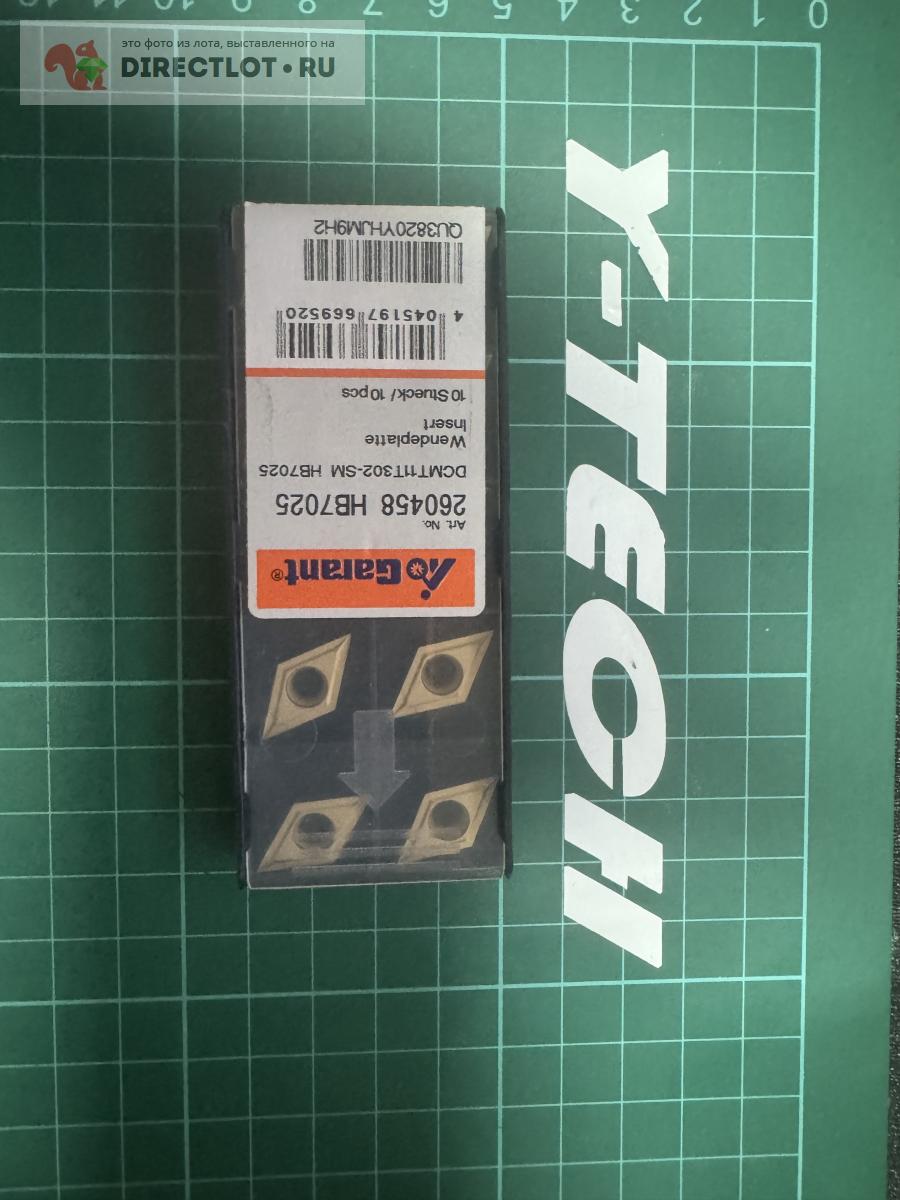 это фото из лота, выставленного на
DIRECTLOT•RU
0 1 2 3 4 5 6 7 8 9 10 11
Y-TECH
Garant®
Art. No.
260458 HB7025
DCMT11T302-SM HB7025
Wendeplatte
Insert
10 Stueck / 10 pcs
4 045197 669520
QU3820YHJM9H2